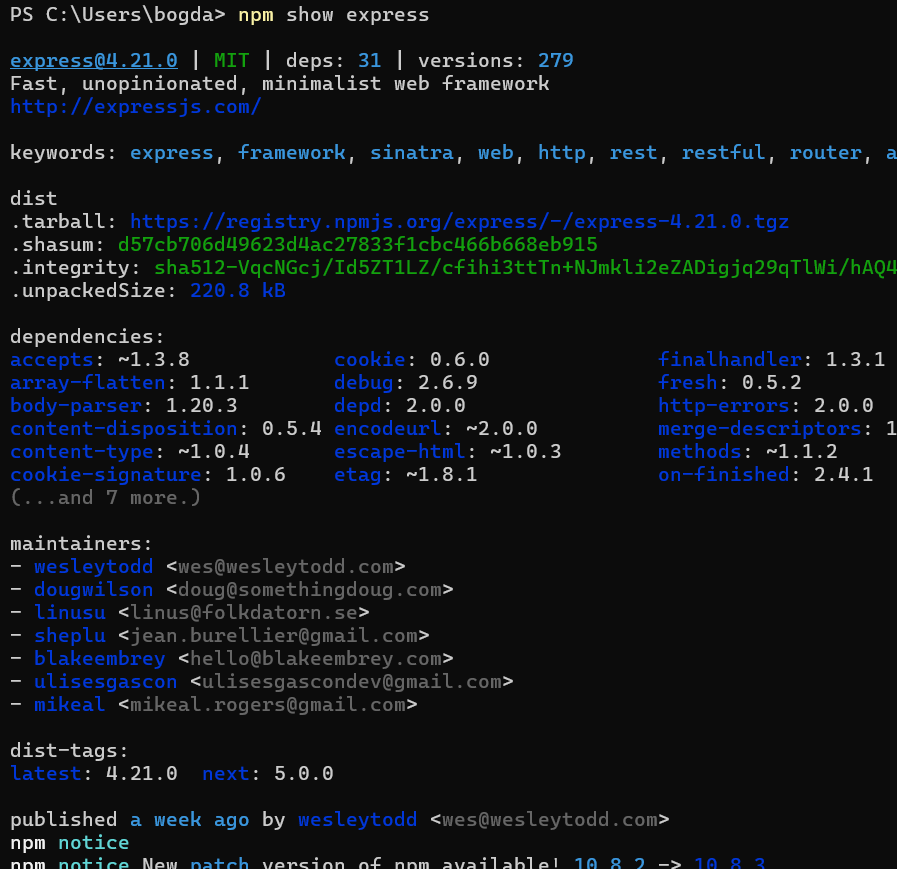 PS C:\Users\bogda> npm show express
express@4.21.0 | MIT | deps: 31 | versions: 279
Fast, unopinionated, minimalist web framework
http://expressjs.com/
keywords: express, framework, sinatra, web, http, rest, restful, router, a
dist
.tarball: https://registry.npmjs.org/express/-/express-4.21.0.tgz
.shasum: d57cb706d49623d4ac27833f1cbc466b668eb915
.integrity: sha512-VqcNGcj/Id5ZT1LZ/cfihi3ttTn+NJmkli2eZADigjq29qTlWi/hAQ4
.unpackedSize: 220.8 kB
dependencies:
accepts: ~1.3.8 cookie: 0.6.0 finalhandler: 1.3.1
array-flatten: 1.1.1 debug: 2.6.9 fresh: 0.5.2
body-parser: 1.20.3 depd: 2.0.0 http-errors: 2.0.0
content-disposition: 0.5.4 encodeurl: ~2.0.0 merge-descriptors: 1
content-type: ~1.0.4 escape-html: ~1.0.3 methods: ~1.1.2
cookie-signature: 1.0.6 etag: ~1.8.1 on-finished: 2.4.1
(...and 7 more.)
maintainers:
- wesleytodd <wes@wesleytodd.com>
- dougwilson <doug@somethingdoug.com>
- linusu <linus@folkdatorn.se>
- sheplu <jean.burellier@gmail.com>
- blakeembrey <hello@blakeembrey.com>
- ulisesgascon <ulisesgascondev@gmail.com>
- mikeal <mikeal.rogers@gmail.com>
dist-tags:
latest: 4.21.0 next: 5.0.0
published a week ago by wesleytodd <wes@wesleytodd.com>
npm notice
npm notice New patch version of npm available! 10.8.2 -> 10.8.3